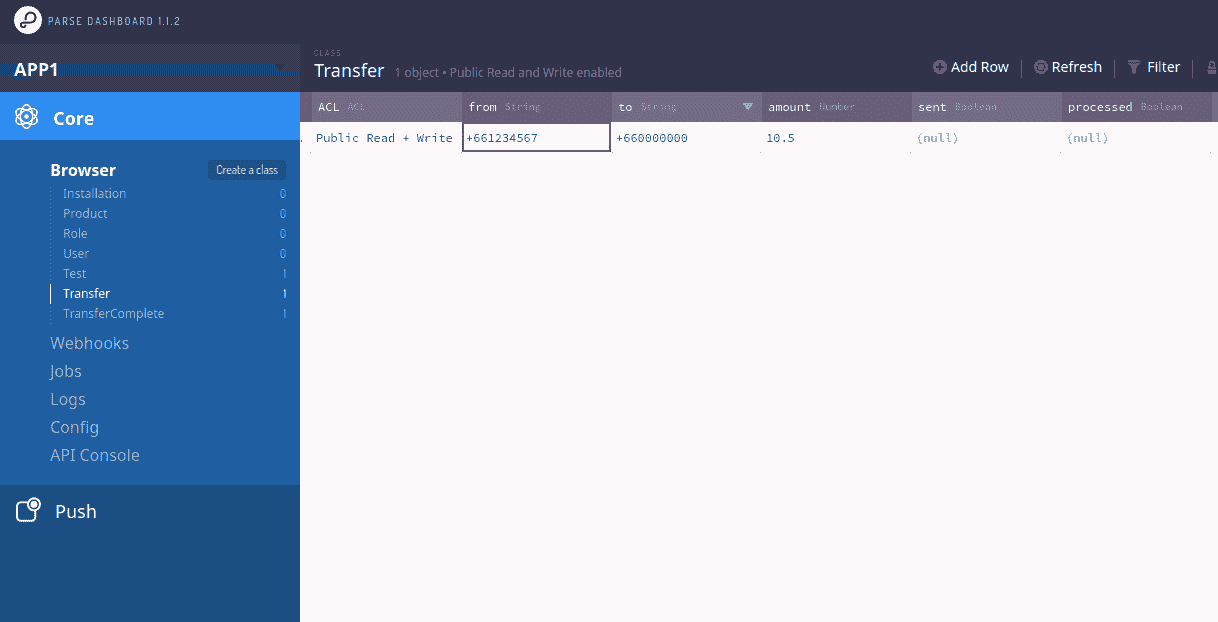 PARSE DASHBOARD 1.1.2
APP1
CLASS
Transfer 1 object • Public Read and Write enabled
Add Row Refresh Filter
Core
ACL ACL from String to String amount Number sent Boolean processed Boolean
Public Read + Write +661234567 +660000000 10.5 (null) (null)
Browser Create a class
Installation 0
Product 0
Role 0
User 0
Test 1
Transfer 1
TransferComplete 1
Webhooks
Jobs
Logs
Config
API Console
Push